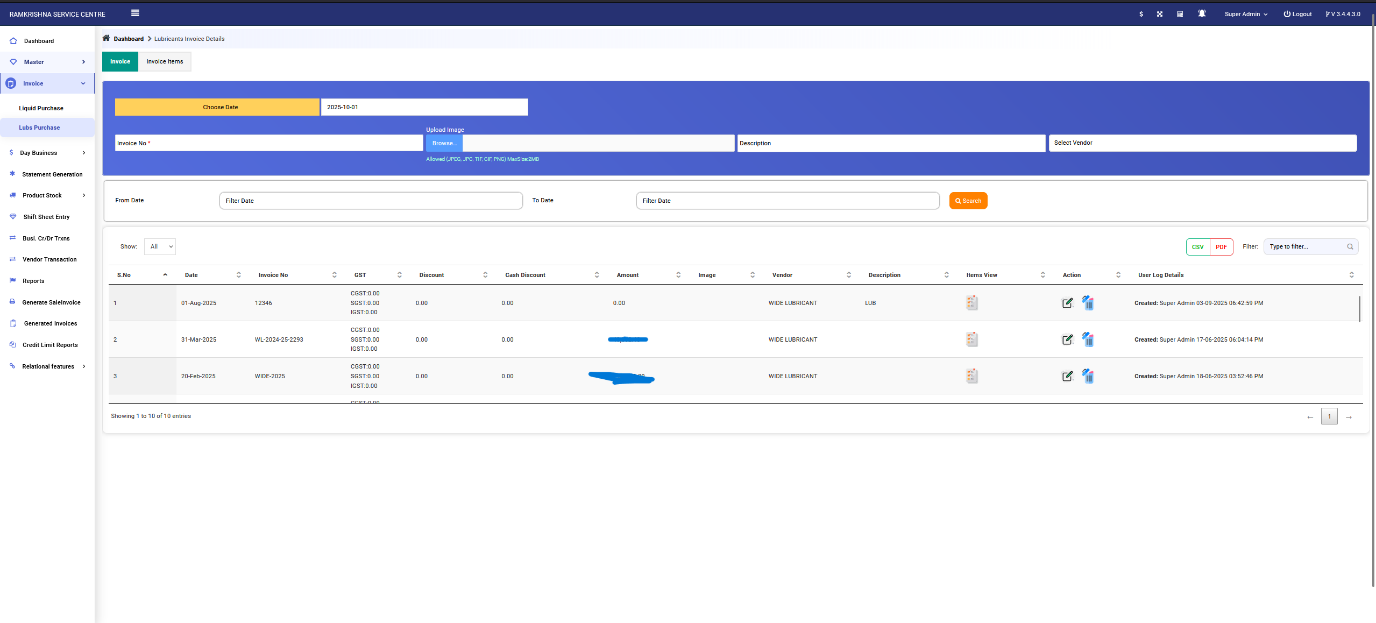 RAMKRISHNA SERVICE CENTRE
$ Super Admin Logout V 3.4.4.3.0
Dashboard
Master
Invoice
Liquid Purchase
Lubs Purchase
$ Day Business
Statement Generation
Product Stock
Shift Sheet Entry
Busi. Cr/Dr Trxns
Vendor Transaction
Reports
Generate SaleInvoice
Generated Invoices
Credit Limit Reports
Relational features
Dashboard > Lubricants Invoice Details
Invoice Invoice Items
Choose Date 2025-10-01
Upload Image
Invoice No * Browse... Description Select Vendor
Allowed (JPEG, JPG, TIF, GIF, PNG) MaxSize:2MB
From Date Filter Date To Date Filter Date Search
Show: All CSV PDF Filter: Type to filter...
S.No Date Invoice No GST Discount Cash Discount Amount Image Vendor Description Items View Action User Log Details
1 01-Aug-2025 12346 CGST:0.00 SGST:0.00 IGST:0.00 0.00 0.00 0.00 WIDE LUBRICANT LUB Created: Super Admin 03-09-2025 06:42:59 PM
2 31-Mar-2025 WL-2024-25-2293 CGST:0.00 SGST:0.00 IGST:0.00 0.00 0.00 WIDE LUBRICANT Created: Super Admin 17-06-2025 06:04:14 PM
3 20-Feb-2025 WIDE-2025 CGST:0.00 SGST:0.00 IGST:0.00 0.00 0.00 WIDE LUBRICANT Created: Super Admin 18-06-2025 03:52:46 PM
Showing 1 to 10 of 10 entries
← 1 →